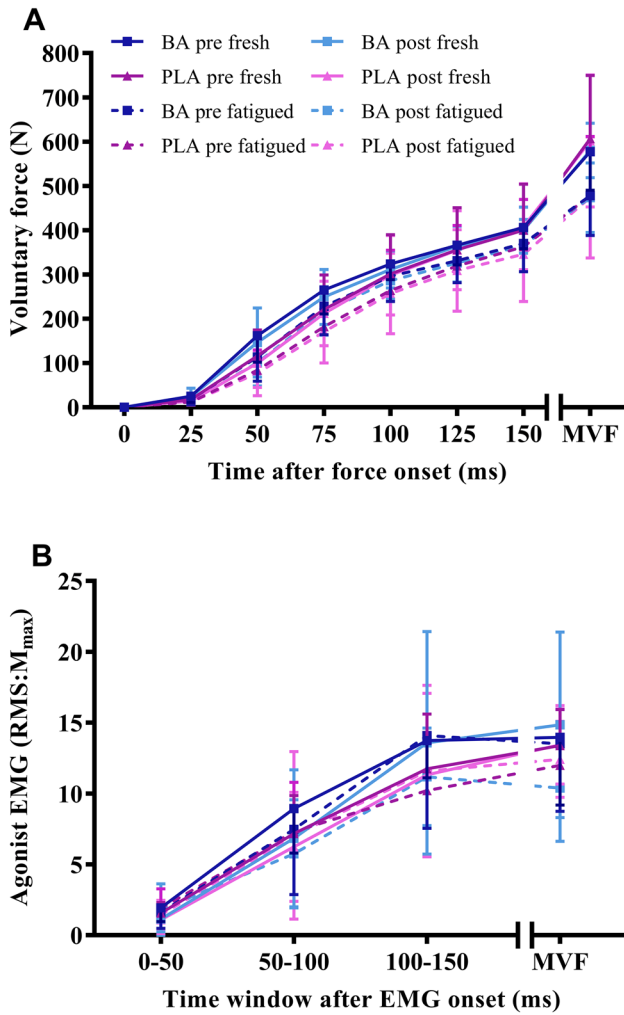 A
BA pre fresh
BA post fresh
PLA pre fresh
PLA post fresh
BA pre fatigued
BA post fatigued
PLA pre fatigued
PLA post fatigued
800
700
600
500
400
300
200
100
0
Voluntary force (N)
0 25 50 75 100 125 150 MVF
Time after force onset (ms)
B
25
20
15
10
5
0
Agonist EMG (RMS:Mmax)
0-50 50-100 100-150 MVF
Time window after EMG onset (ms)